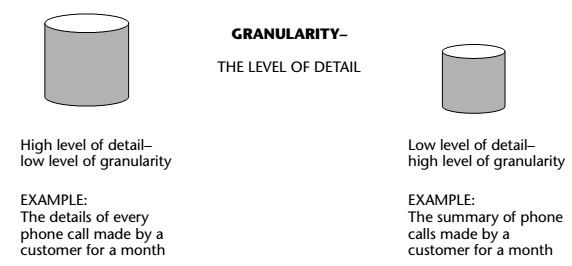 GRANULARITY–
THE LEVEL OF DETAIL
High level of detail–
low level of granularity
EXAMPLE:
The details of every
phone call made by a
customer for a month
Low level of detail–
high level of granularity
EXAMPLE:
The summary of phone
calls made by a
customer for a month